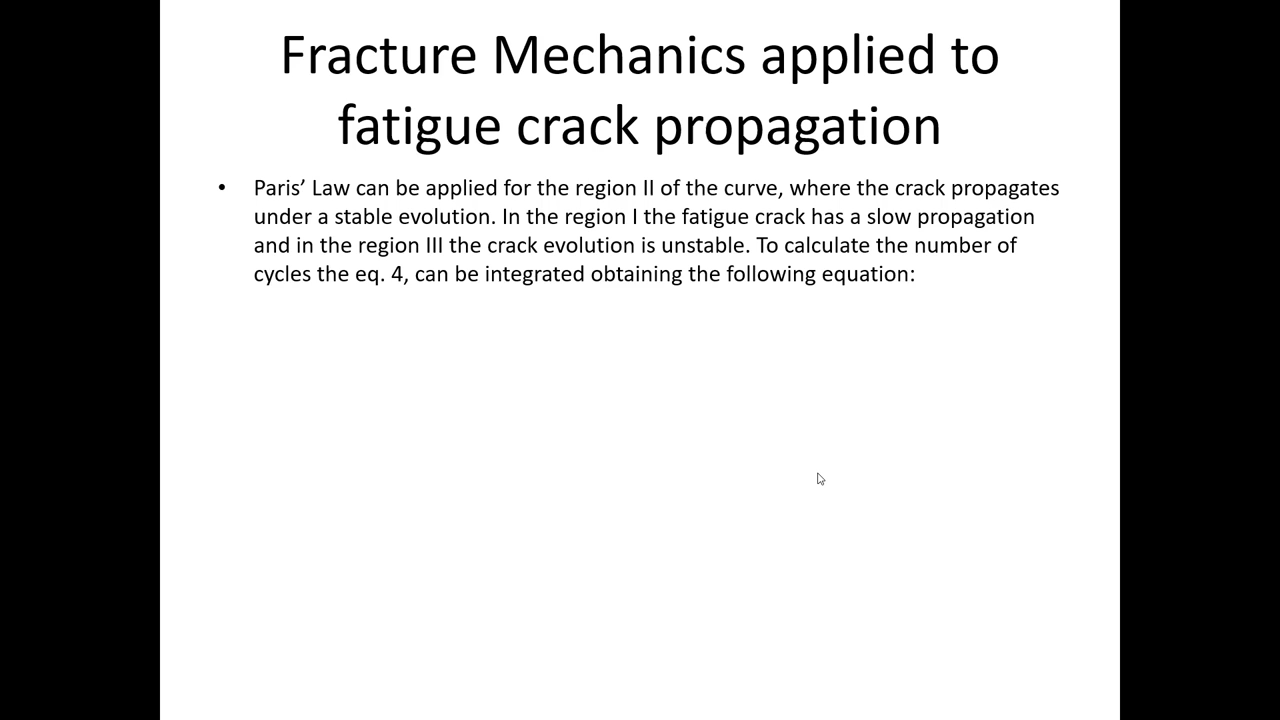 Fracture Mechanics applied to
fatigue crack propagation
• Paris’ Law can be applied for the region II of the curve, where the crack propagates
under a stable evolution. In the region I the fatigue crack has a slow propagation
and in the region III the crack evolution is unstable. To calculate the number of
cycles the eq. 4, can be integrated obtaining the following equation: